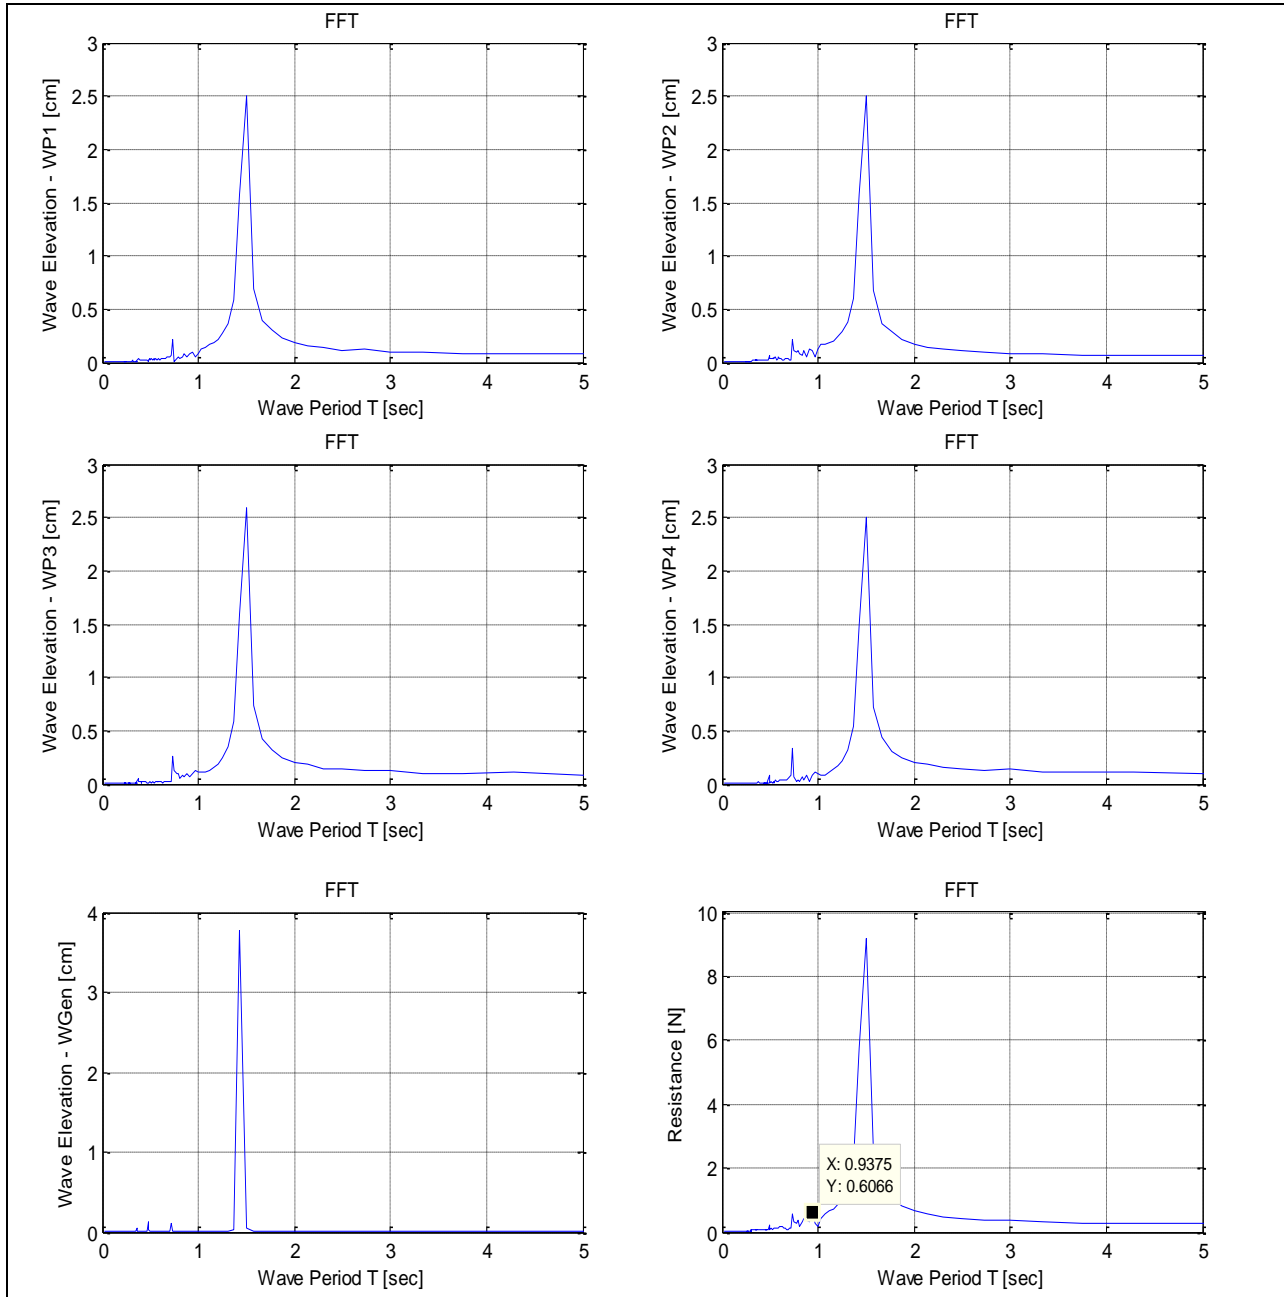 FFT
Wave Elevation - WP1 [cm]
3
2.5
2
1.5
1
0.5
0
0 1 2 3 4 5
Wave Period T [sec]
FFT
Wave Elevation - WP2 [cm]
3
2.5
2
1.5
1
0.5
0
0 1 2 3 4 5
Wave Period T [sec]
FFT
Wave Elevation - WP3 [cm]
3
2.5
2
1.5
1
0.5
0
0 1 2 3 4 5
Wave Period T [sec]
FFT
Wave Elevation - WP4 [cm]
3
2.5
2
1.5
1
0.5
0
0 1 2 3 4 5
Wave Period T [sec]
FFT
Wave Elevation - WGen [cm]
4
3
2
1
0
0 1 2 3 4 5
Wave Period T [sec]
FFT
Resistance [N]
10
8
6
4
2
0
X: 0.9375
Y: 0.6066
0 1 2 3 4 5
Wave Period T [sec]